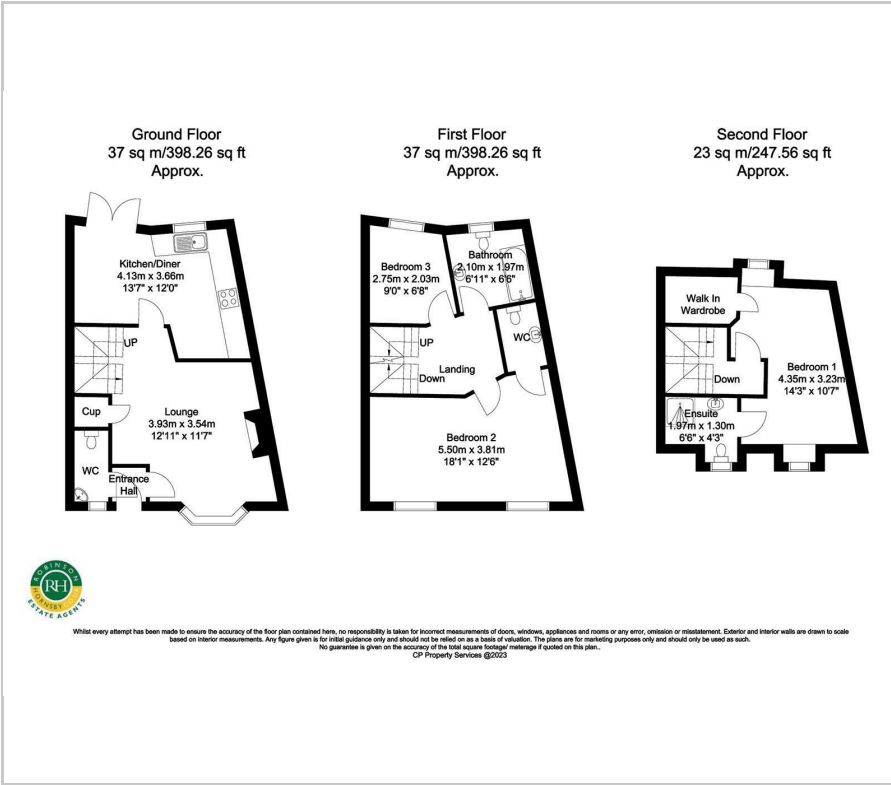 Ground Floor
37 sq m/398.26 sq ft
Approx.
Kitchen/Diner
4.13m x 3.66m
13'7" x 12'0"
UP
Cup
Lounge
3.93m x 3.54m
12'11" x 11'7"
WC
Entrance
Hall
First Floor
37 sq m/398.26 sq ft
Approx.
Bedroom 3
2.75m x 2.03m
9'0" x 6'8"
Bathroom
2.10m x 1.97m
6'11" x 6'6"
UP
Down
Landing
WC
Bedroom 2
5.50m x 3.81m
18'1" x 12'6"
Second Floor
23 sq m/247.56 sq ft
Approx.
Walk In
Wardrobe
Down
Bedroom 1
4.35m x 3.23m
14'3" x 10'7"
Ensuite
1.97m x 1.30m
6'6" x 4'3"
ROBINSON
RH
HORNSBY
ESTATE AGENTS
Whilst every attempt has been made to ensure the accuracy of the floor plan contained here, no responsibility is taken for incorrect measurements of doors, windows, appliances and rooms or any error, omission or misstatement. Exterior and interior walls are drawn to scale
based on interior measurements. Any figure given is for initial guidance only and should not be relied on as a basis of valuation. The plans are for marketing purposes only and should only be used as such.
No guarantee is given on the accuracy of the total square footage/ meterage if quoted on this plan..
CP Property Services @2023